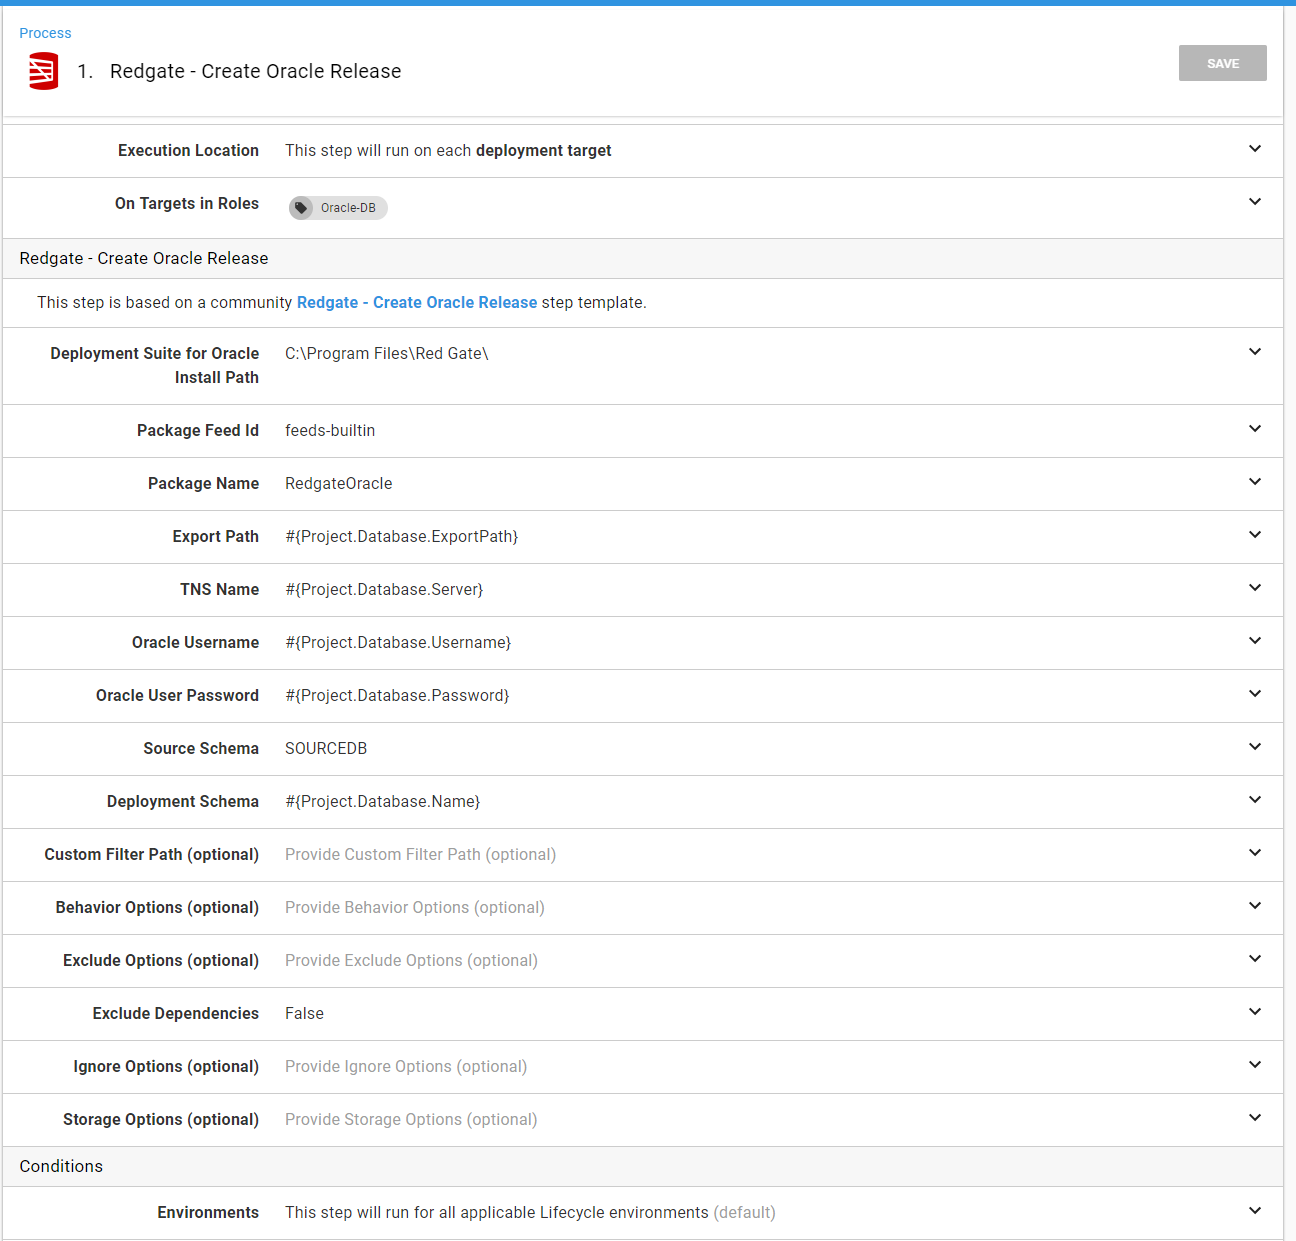 Process
1. Redgate - Create Oracle Release
SAVE
Execution Location This step will run on each deployment target
On Targets in Roles Oracle-DB
Redgate - Create Oracle Release
This step is based on a community Redgate - Create Oracle Release step template.
Deployment Suite for Oracle C:\Program Files\Red Gate\
Install Path
Package Feed Id feeds-builtin
Package Name RedgateOracle
Export Path #{Project.Database.ExportPath}
TNS Name #{Project.Database.Server}
Oracle Username #{Project.Database.Username}
Oracle User Password #{Project.Database.Password}
Source Schema SOURCEDB
Deployment Schema #{Project.Database.Name}
Custom Filter Path (optional) Provide Custom Filter Path (optional)
Behavior Options (optional) Provide Behavior Options (optional)
Exclude Options (optional) Provide Exclude Options (optional)
Exclude Dependencies False
Ignore Options (optional) Provide Ignore Options (optional)
Storage Options (optional) Provide Storage Options (optional)
Conditions
Environments This step will run for all applicable Lifecycle environments (default)